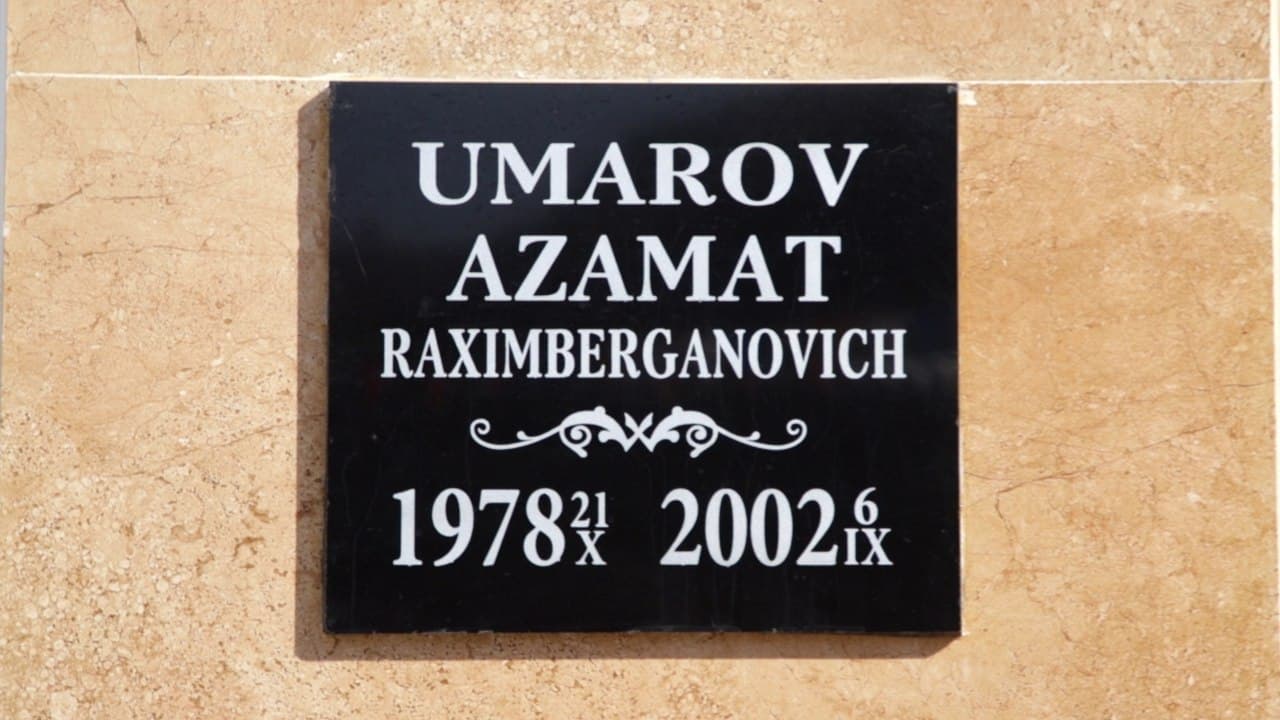 UMAROV
AZAMAT
RAXIMBERGANOVICH
1978 21/X 2002 6/IX